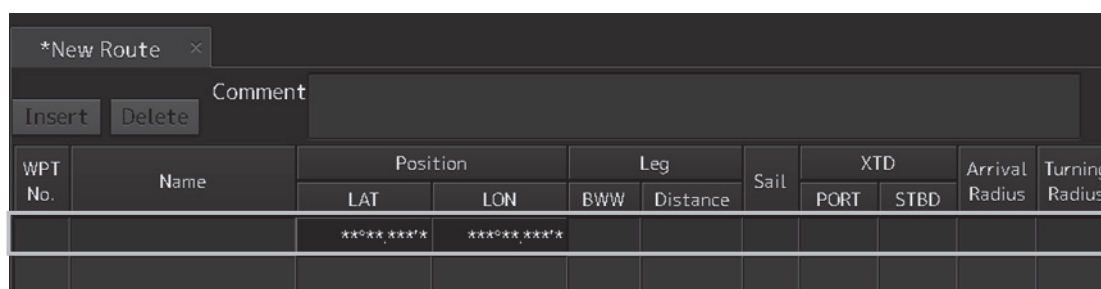 *New Route ×
Comment
Insert Delete
WPT No. Name Position Leg Sail XTD Arrival Radius Turning Radius
LAT LON BWW Distance PORT STBD
**°**.***'* ***°**.***'*